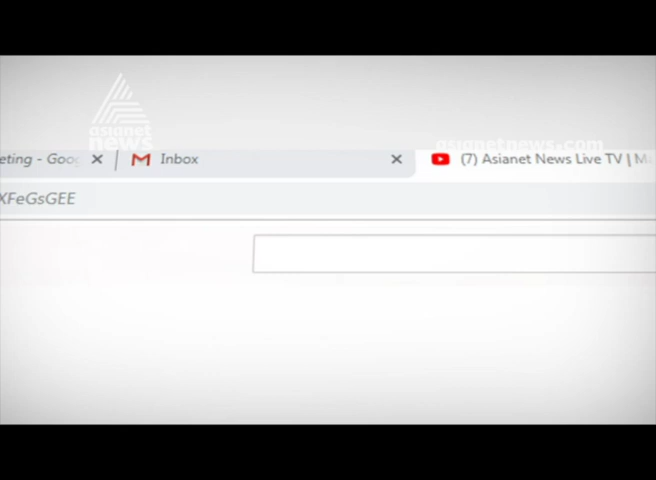 asianet
news
asianetnews.com
eting - Goog
Inbox
(7) Asianet News Live TV | M
XFeGsGEE